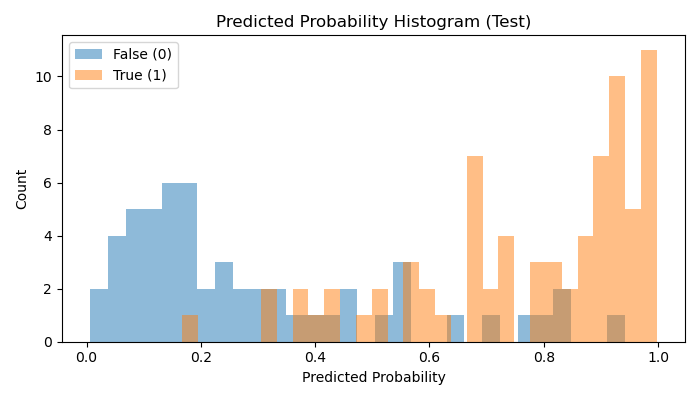 Predicted Probability Histogram (Test)
False (0)
True (1)
Count
10
8
6
4
2
0
0.0 0.2 0.4 0.6 0.8 1.0
Predicted Probability